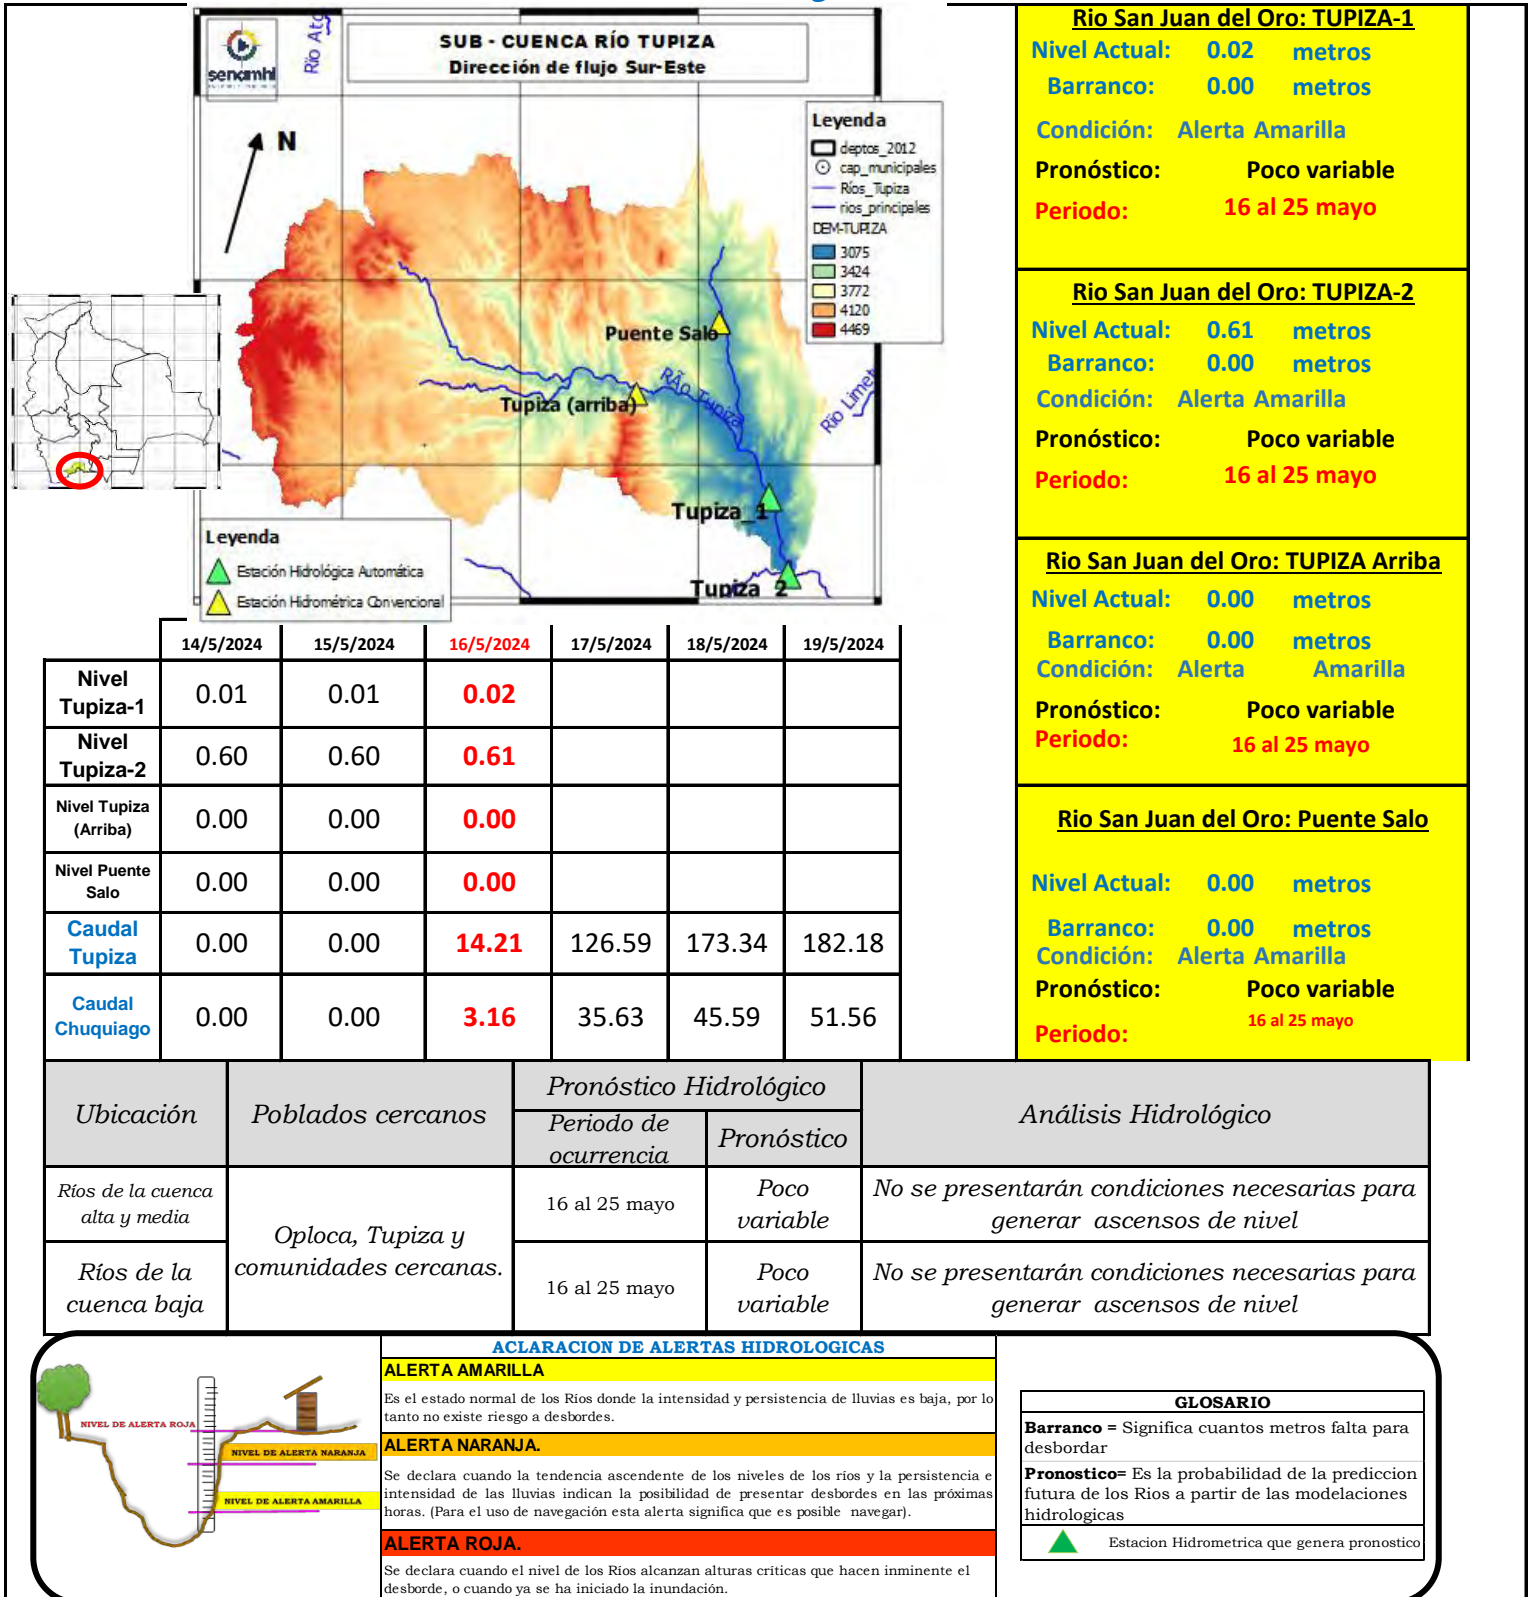 SUB - CUENCA RÍO TUPIZA
Dirección de flujo Sur-Este
senamhi
N
Leyenda
deptos_2012
cap_municipales
Ríos_Tupiza
rios_principales
DEM-TUPIZA
3075
3424
3772
4120
4469
Puente Salo
RÃ­o Tupiza
Rio Limet
Tupiza (arriba)
Tupiza_1
Tupiza_2
Leyenda
Estación Hidrológica Automática
Estación Hidrométrica Convencional
Rio San Juan del Oro: TUPIZA-1
Nivel Actual: 0.02 metros
Barranco: 0.00 metros
Condición: Alerta Amarilla
Pronóstico: Poco variable
Periodo: 16 al 25 mayo
Rio San Juan del Oro: TUPIZA-2
Nivel Actual: 0.61 metros
Barranco: 0.00 metros
Condición: Alerta Amarilla
Pronóstico: Poco variable
Periodo: 16 al 25 mayo
Rio San Juan del Oro: TUPIZA Arriba
Nivel Actual: 0.00 metros
Barranco: 0.00 metros
Condición: Alerta Amarilla
Pronóstico: Poco variable
Periodo: 16 al 25 mayo
Rio San Juan del Oro: Puente Salo
Nivel Actual: 0.00 metros
Barranco: 0.00 metros
Condición: Alerta Amarilla
Pronóstico: Poco variable
Periodo: 16 al 25 mayo
14/5/2024 15/5/2024 16/5/2024 17/5/2024 18/5/2024 19/5/2024
Nivel
Tupiza-1 0.01 0.01 0.02
Nivel
Tupiza-2 0.60 0.60 0.61
Nivel Tupiza
(Arriba) 0.00 0.00 0.00
Nivel Puente
Salo 0.00 0.00 0.00
Caudal
Tupiza 0.00 0.00 14.21 126.59 173.34 182.18
Caudal
Chuquiago 0.00 0.00 3.16 35.63 45.59 51.56
Ubicación
Poblados cercanos
Pronóstico Hidrológico
Periodo de
ocurrencia
Pronóstico
Análisis Hidrológico
Ríos de la cuenca
alta y media
Oploca, Tupiza y
comunidades cercanas.
16 al 25 mayo
Poco
variable
No se presentarán condiciones necesarias para
generar ascensos de nivel
Ríos de la
cuenca baja
16 al 25 mayo
Poco
variable
No se presentarán condiciones necesarias para
generar ascensos de nivel
NIVEL DE ALERTA ROJA
NIVEL DE ALERTA NARANJA
NIVEL DE ALERTA AMARILLA
ACLARACION DE ALERTAS HIDROLOGICAS
ALERTA AMARILLA
Es el estado normal de los Ríos donde la intensidad y persistencia de lluvias es baja, por lo
tanto no existe riesgo a desbordes.
ALERTA NARANJA.
Se declara cuando la tendencia ascendente de los niveles de los ríos y la persistencia e
intensidad de las lluvias indican la posibilidad de presentar desbordes en las próximas
horas. (Para el uso de navegación esta alerta significa que es posible navegar).
ALERTA ROJA.
Se declara cuando el nivel de los Ríos alcanzan alturas críticas que hacen inminente el
desborde, o cuando ya se ha iniciado la inundación.
GLOSARIO
Barranco = Significa cuantos metros falta para
desbordar
Pronostico= Es la probabilidad de la prediccion
futura de los Rios a partir de las modelaciones
hidrologicas
Estacion Hidrometrica que genera pronostico